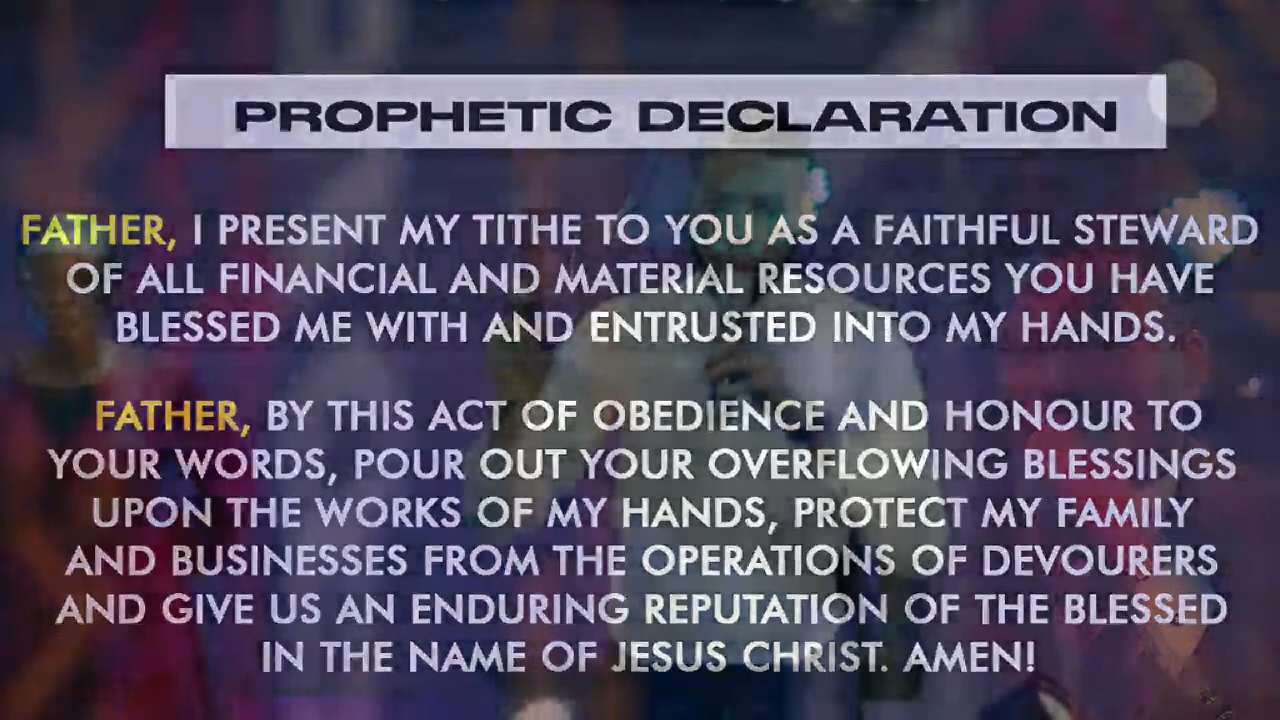 PROPHETIC DECLARATION
FATHER, I PRESENT MY TITHE TO YOU AS A FAITHFUL STEWARD
OF ALL FINANCIAL AND MATERIAL RESOURCES YOU HAVE
BLESSED ME WITH AND ENTRUSTED INTO MY HANDS.
FATHER, BY THIS ACT OF OBEDIENCE AND HONOUR TO
YOUR WORDS, POUR OUT YOUR OVERFLOWING BLESSINGS
UPON THE WORKS OF MY HANDS, PROTECT MY FAMILY
AND BUSINESSES FROM THE OPERATIONS OF DEVOURERS
AND GIVE US AN ENDURING REPUTATION OF THE BLESSED
IN THE NAME OF JESUS CHRIST. AMEN!